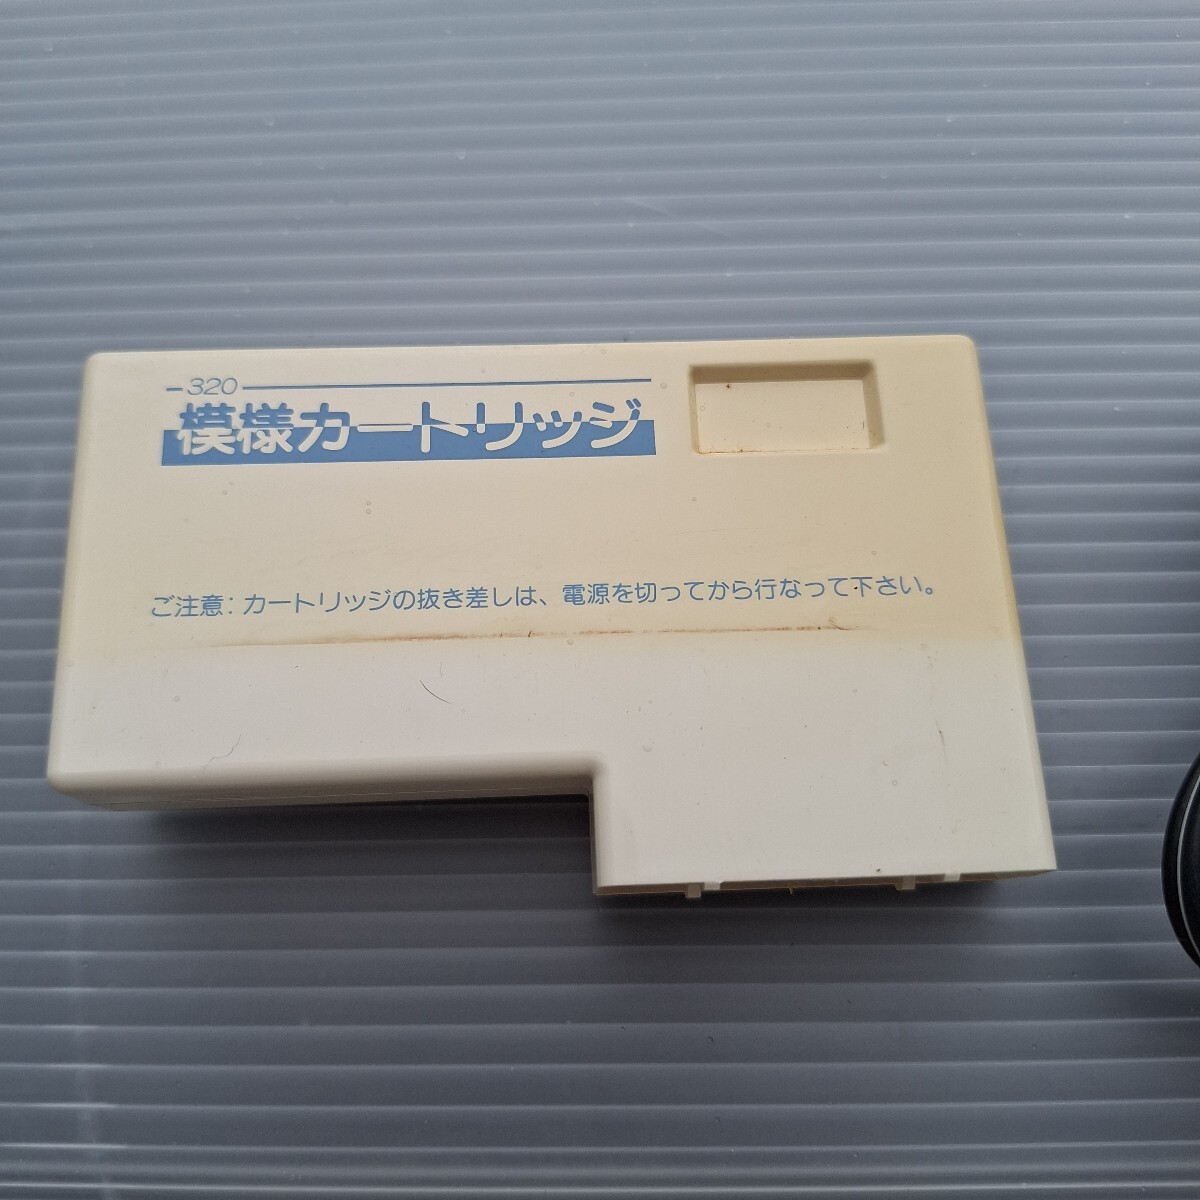 320
模様カートリッジ
ご注意: カートリッジの抜き差しは、電源を切ってから行なって下さい。